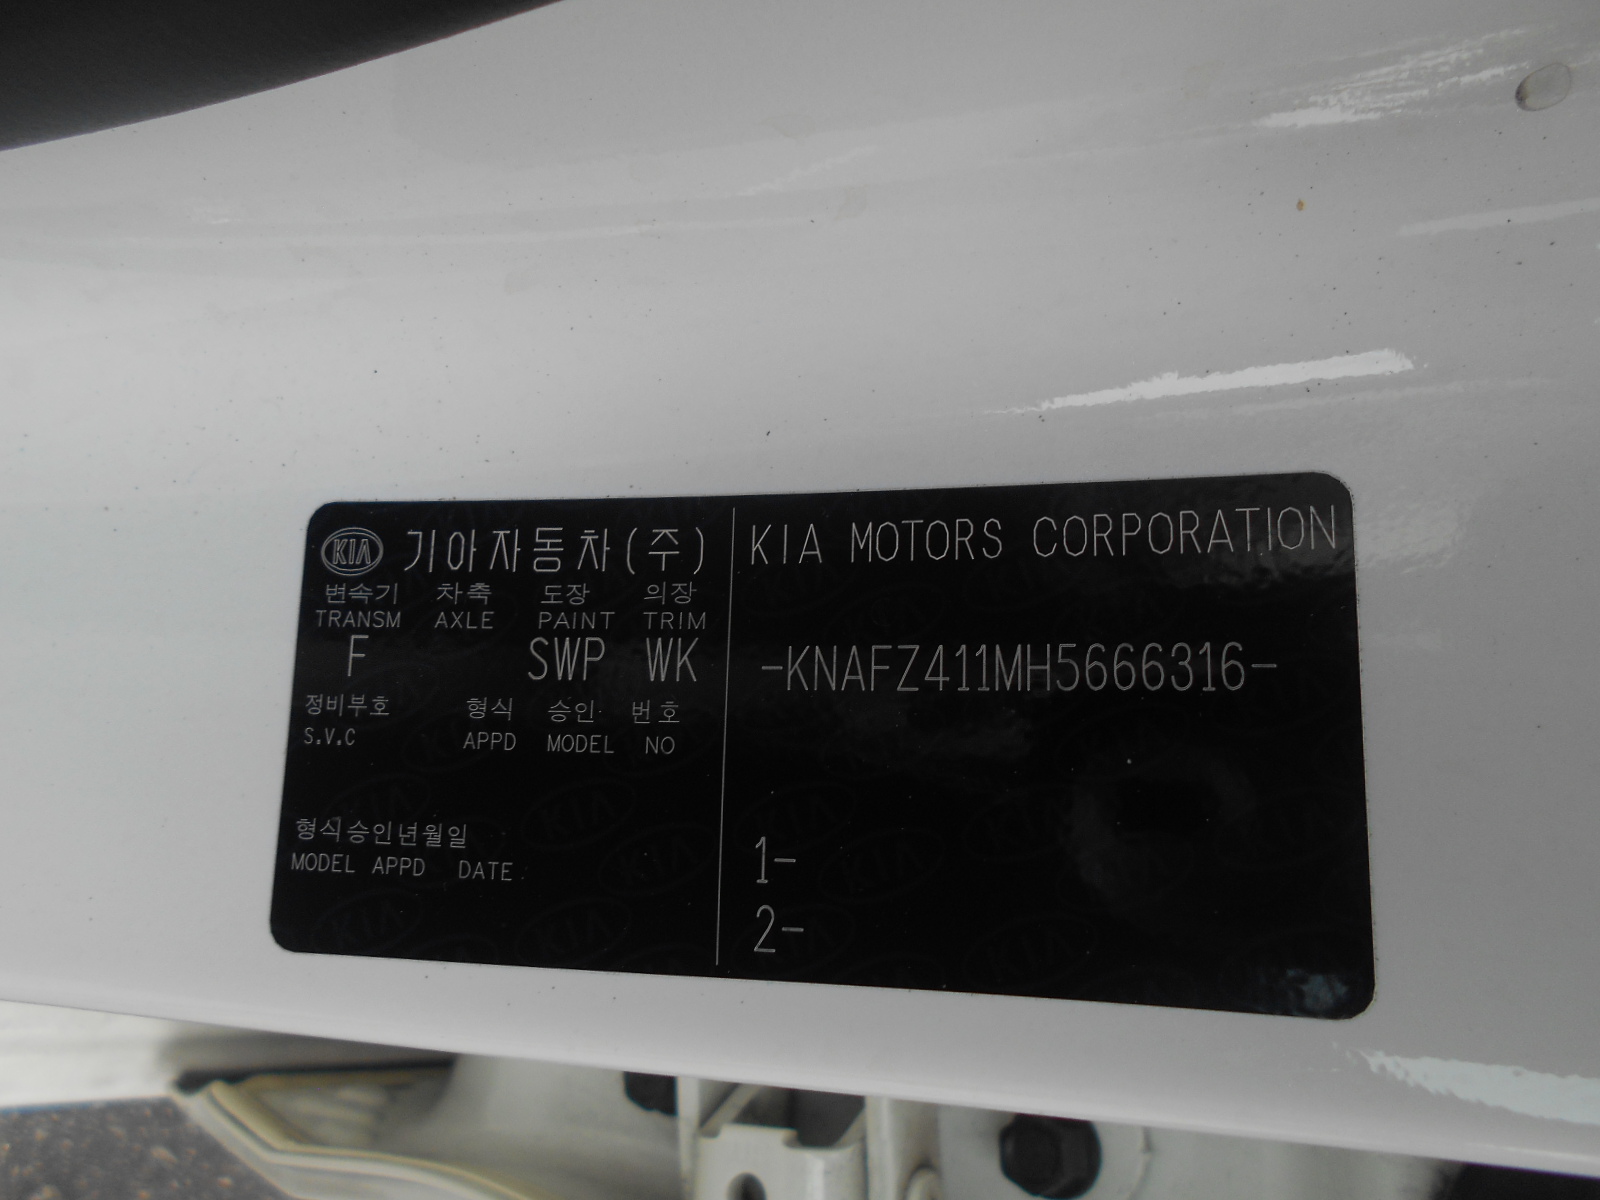 KIA 기아자동차(주)
변속기 차축 도장 의장
TRANSM AXLE PAINT TRIM
F SWP WK
정비부호 형식 승인 번호
S.V.C APPD MODEL NO
형식승인년월일
MODEL APPD DATE
KIA MOTORS CORPORATION
-KNAFZ411MH5666316-
1-
2-